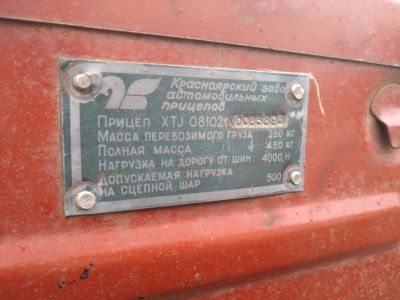 Красноярский заво
автомобильных
прицепов
Прицеп XTJ 08102
Масса перевозимого груза 280 кг
Полная масса 450 кг
Нагрузка на дорогу от шин 4000 Н
Допускаемая нагрузка 500
на сцепной шар